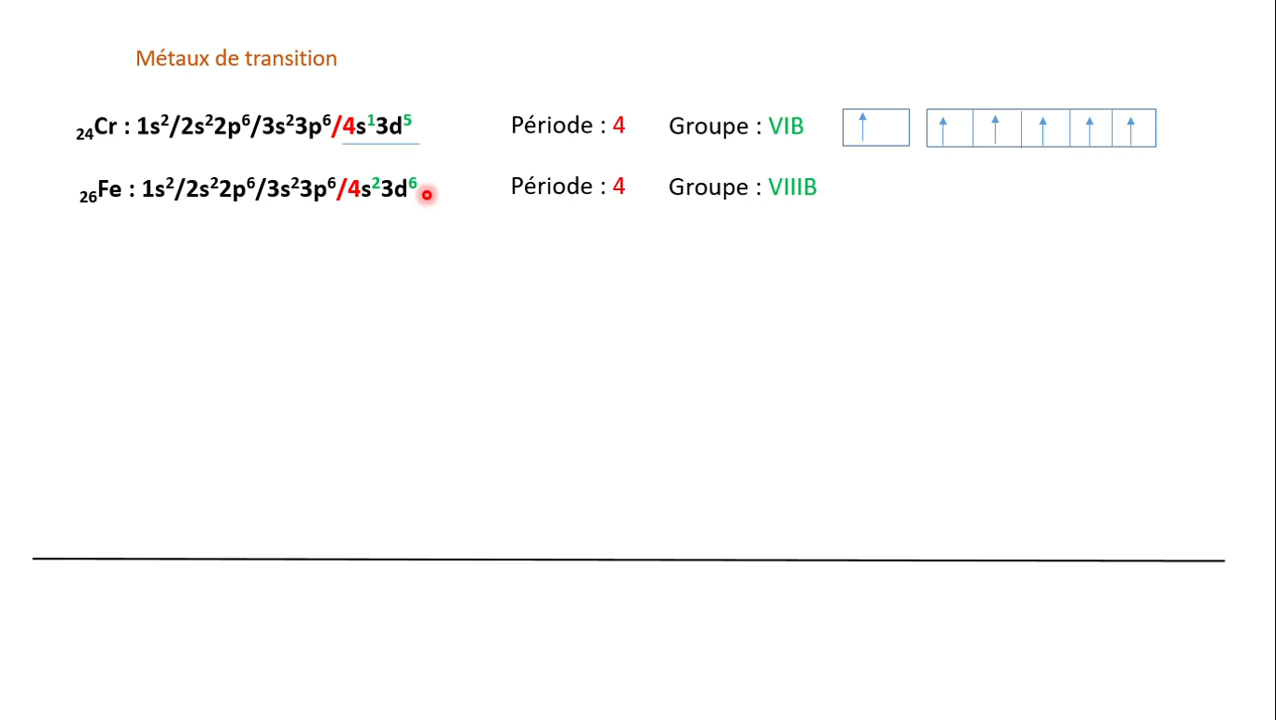 Métaux de transition
₂₄Cr : 1s²/2s²2p⁶/3s²3p⁶/4s¹3d⁵ Période : 4 Groupe : VIB
₂₆Fe : 1s²/2s²2p⁶/3s²3p⁶/4s²3d⁶ Période : 4 Groupe : VIIIB